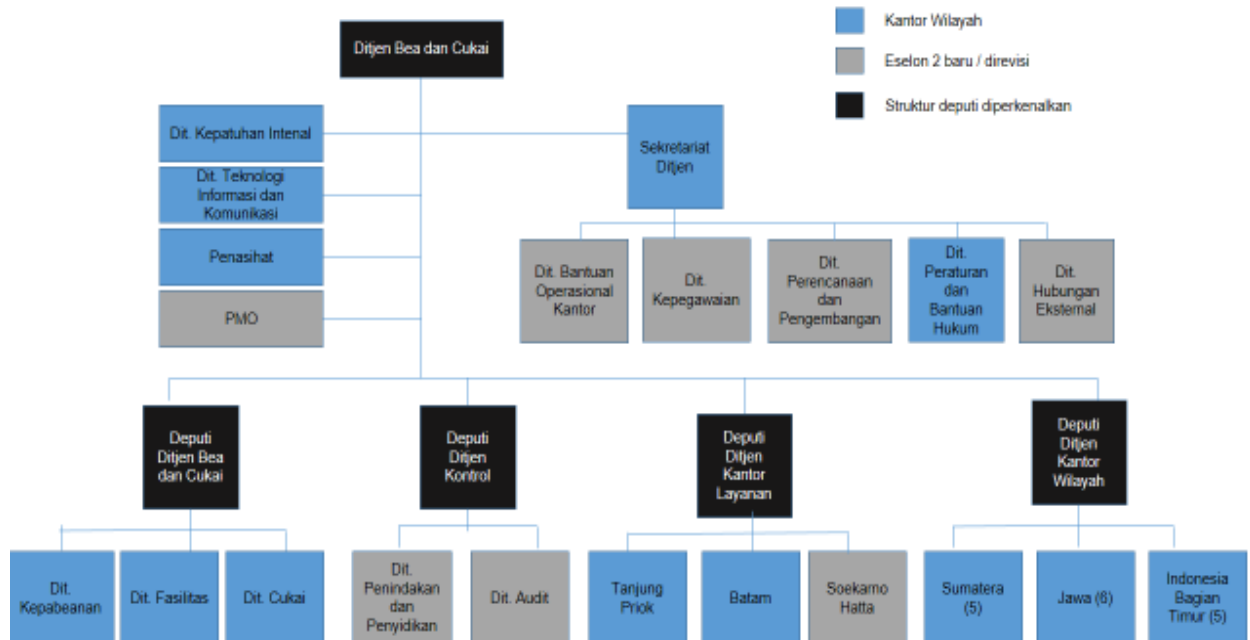 Ditjen Bea dan Cukai
Kantor Wilayah
Eselon 2 baru / direvisi
Struktur deputi diperkenalkan
Dit. Kepatuhan Intenal
Dit. Teknologi
Informasi dan
Komunikasi
Penasihat
PMO
Sekretariat
Ditjen
Dit. Bantuan
Operasional
Kantor
Dit.
Kepegawaian
Dit.
Perencanaan
dan
Pengembangan
Dit.
Peraturan
dan
Bantuan
Hukum
Dit.
Hubungan
Eksternal
Deputi
Ditjen Bea
dan Cukai
Deputi
Ditjen
Kontrol
Deputi
Ditjen
Kantor
Layanan
Deputi
Ditjen
Kantor
Wilayah
Dit.
Kepabeanan
Dit. Fasilitas
Dit. Cukai
Dit.
Penindakan
dan
Penyidikan
Dit. Audit
Tanjung
Priok
Batam
Soekarno
Hatta
Sumatera
(5)
Jawa (6)
Indonesia
Bagian
Timur (5)